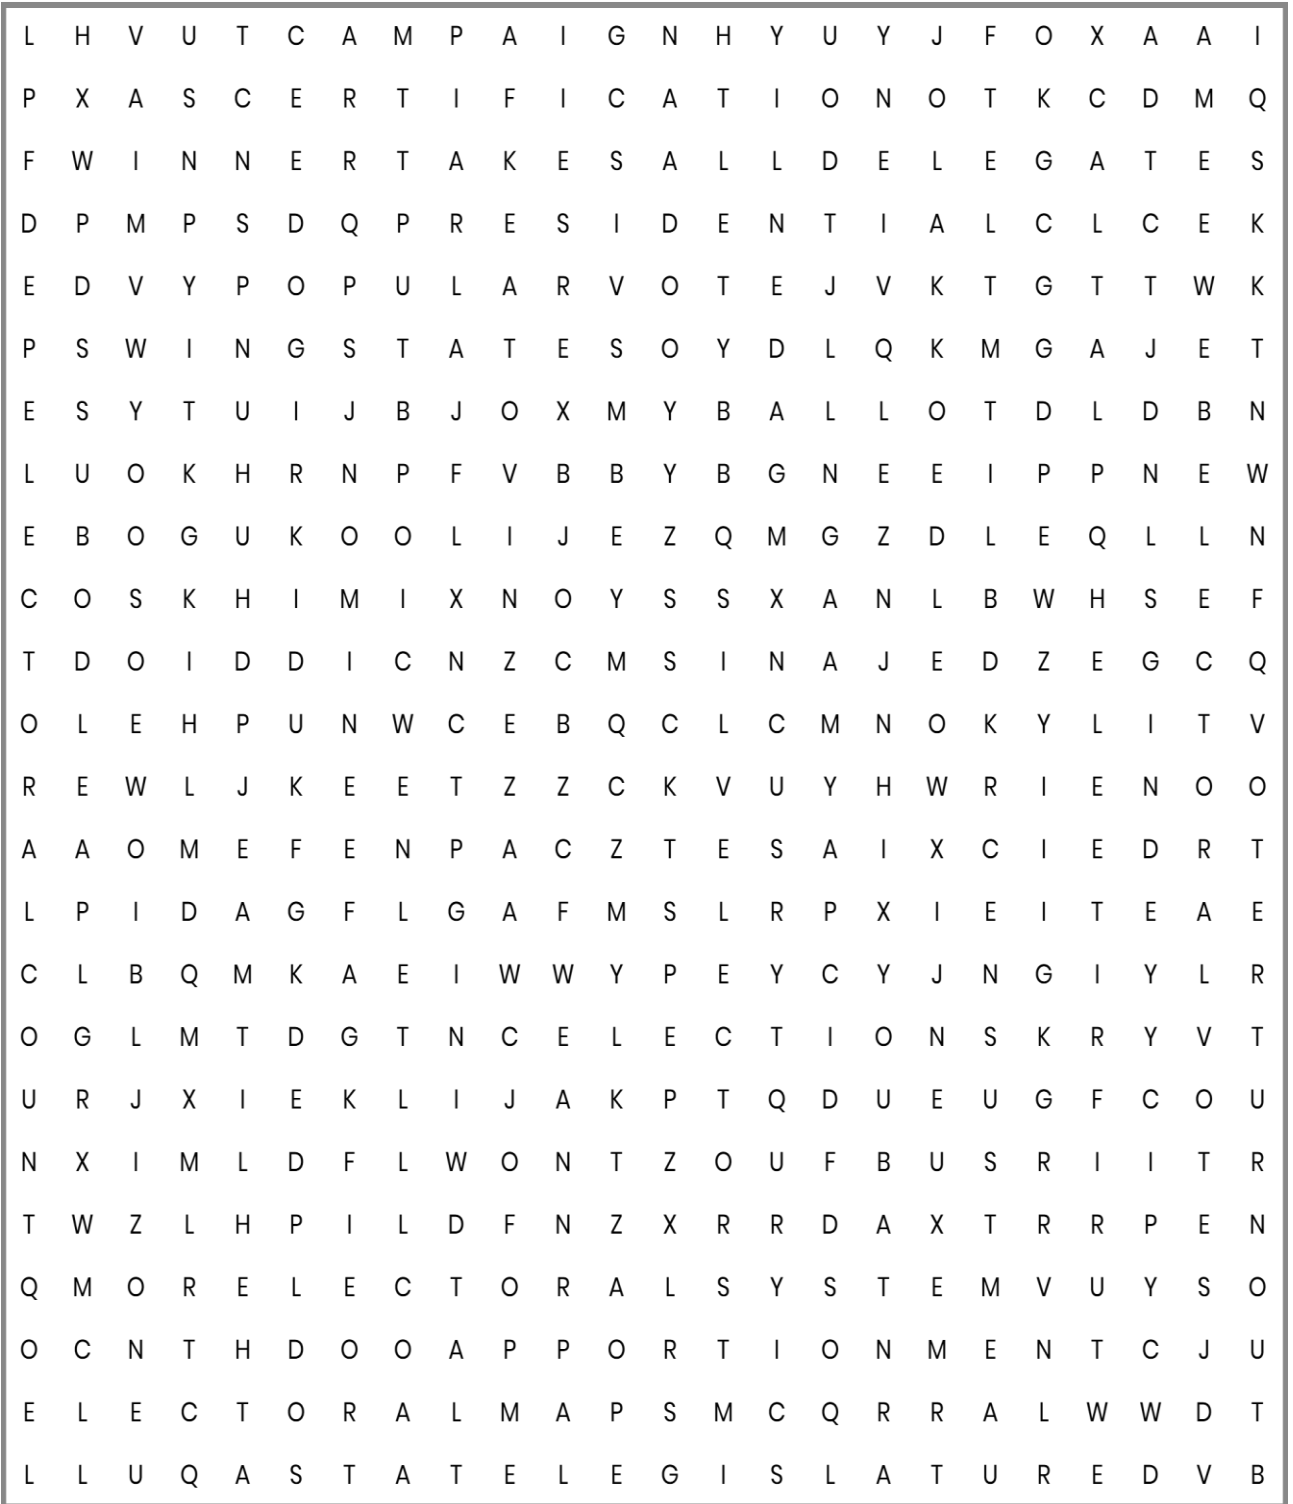 L H V U T C A M P A I G N H Y U Y J F O X A A I
P X A S C E R T I F I C A T I O N O T K C D M Q
F W I N N E R T A K E S A L L D E L E G A T E S
D P M P S D Q P R E S I D E N T I A L C L C E K
E D V Y P O P U L A R V O T E J V K T G T T W K
P S W I N G S T A T E S O Y D L Q K M G A J E T
E S Y T U I J B J O X M Y B A L L O T D L D B N
L U O K H R N P F V B B Y B G N E E I P P N E W
E B O G U K O O L I J E Z Q M G Z D L E Q L L N
C O S K H I M I X N O Y S S X A N L B W H S E F
T D O I D D I C N Z C M S I N A J E D Z E G C Q
O L E H P U N W C E B Q C L C M N O K Y L I T V
R E W L J K E E T Z Z C K V U Y H W R I E N O O
A A O M E F E N P A C Z T E S A I X C I E D R T
L P I D A G F L G A F M S L R P X I E I T E A E
C L B Q M K A E I W W Y P E Y C Y J N G I Y L R
O G L M T D G T N C E L E C T I O N S K R Y V T
U R J X I E K L I J A K P T Q D U E U G F C O U
N X I M L D F L W O N T Z O U F B U S R I I T R
T W Z L H P I L D F N Z X R R D A X T R R P E N
Q M O R E L E C T O R A L S Y S T E M V U Y S O
O C N T H D O O A P P O R T I O N M E N T C J U
E L E C T O R A L M A P S M C Q R R A L W W D T
L L U Q A S T A T E L E G I S L A T U R E D V B